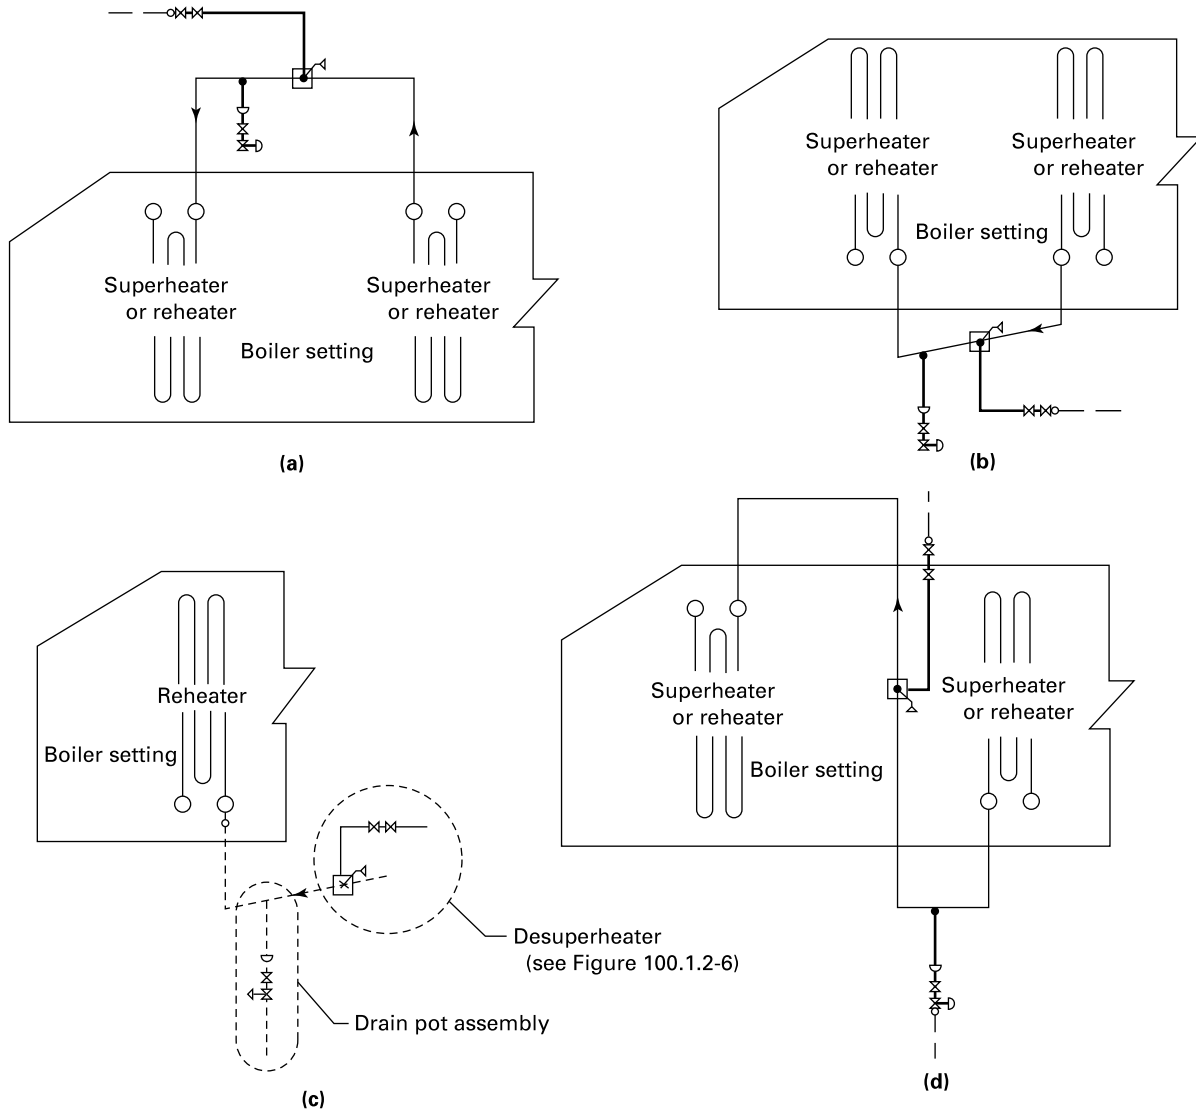 Superheater
or reheater
Superheater
or reheater
Boiler setting
(a)
Superheater
or reheater
Superheater
or reheater
Boiler setting
(b)
Reheater
Boiler setting
Desuperheater
(see Figure 100.1.2-6)
Drain pot assembly
(c)
Superheater
or reheater
Superheater
or reheater
Boiler setting
(d)